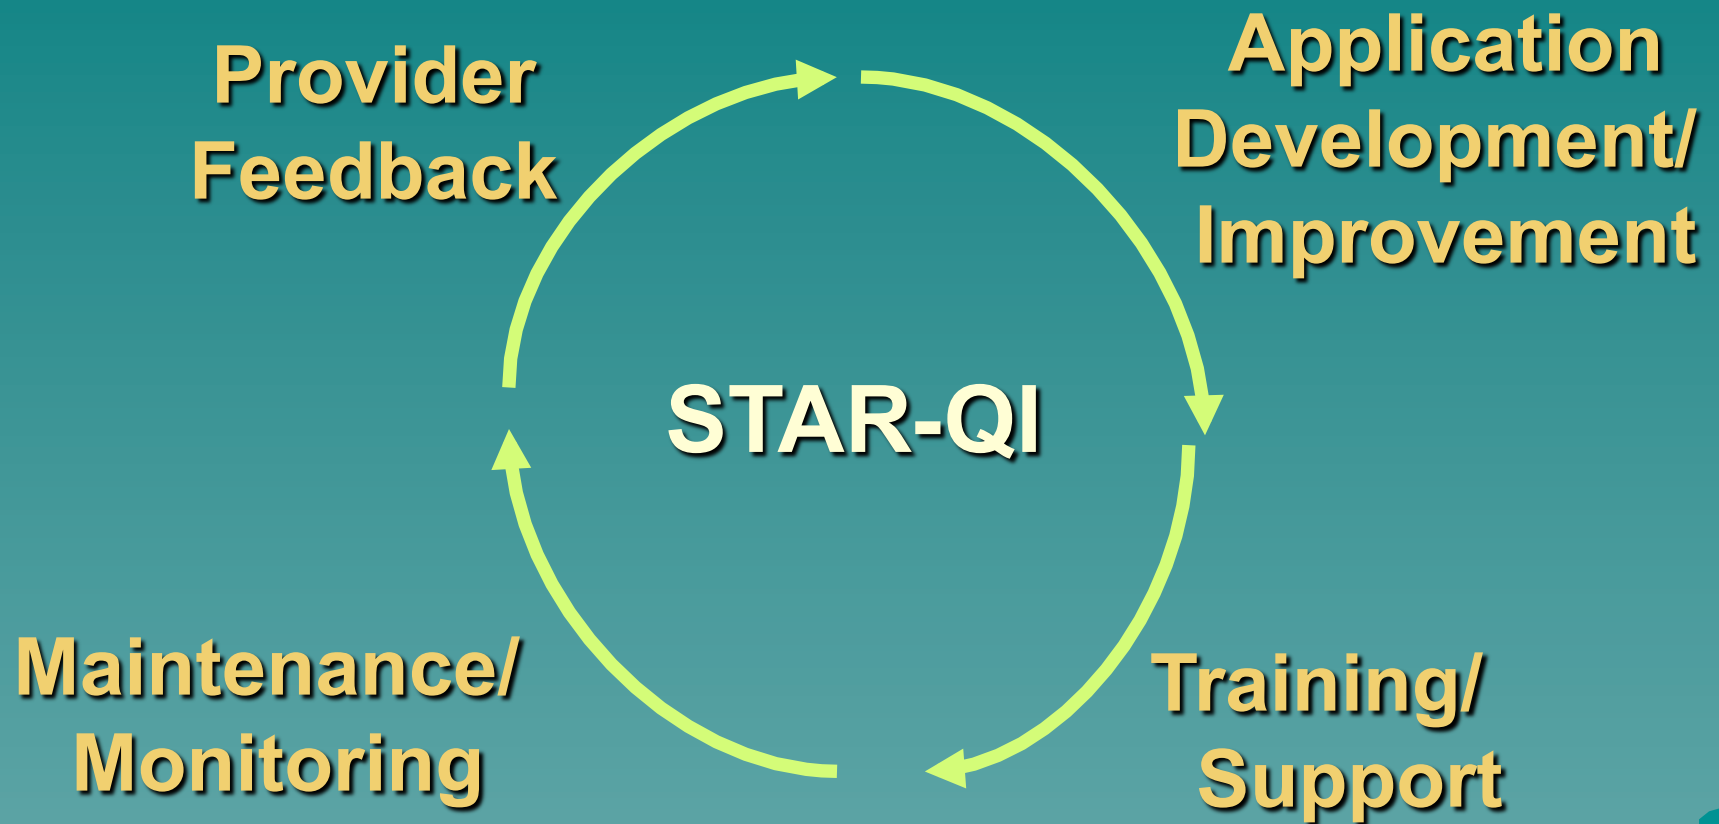 Provider
Feedback
Application
Development/
Improvement
STAR-QI
Maintenance/
Monitoring
Training/
Support